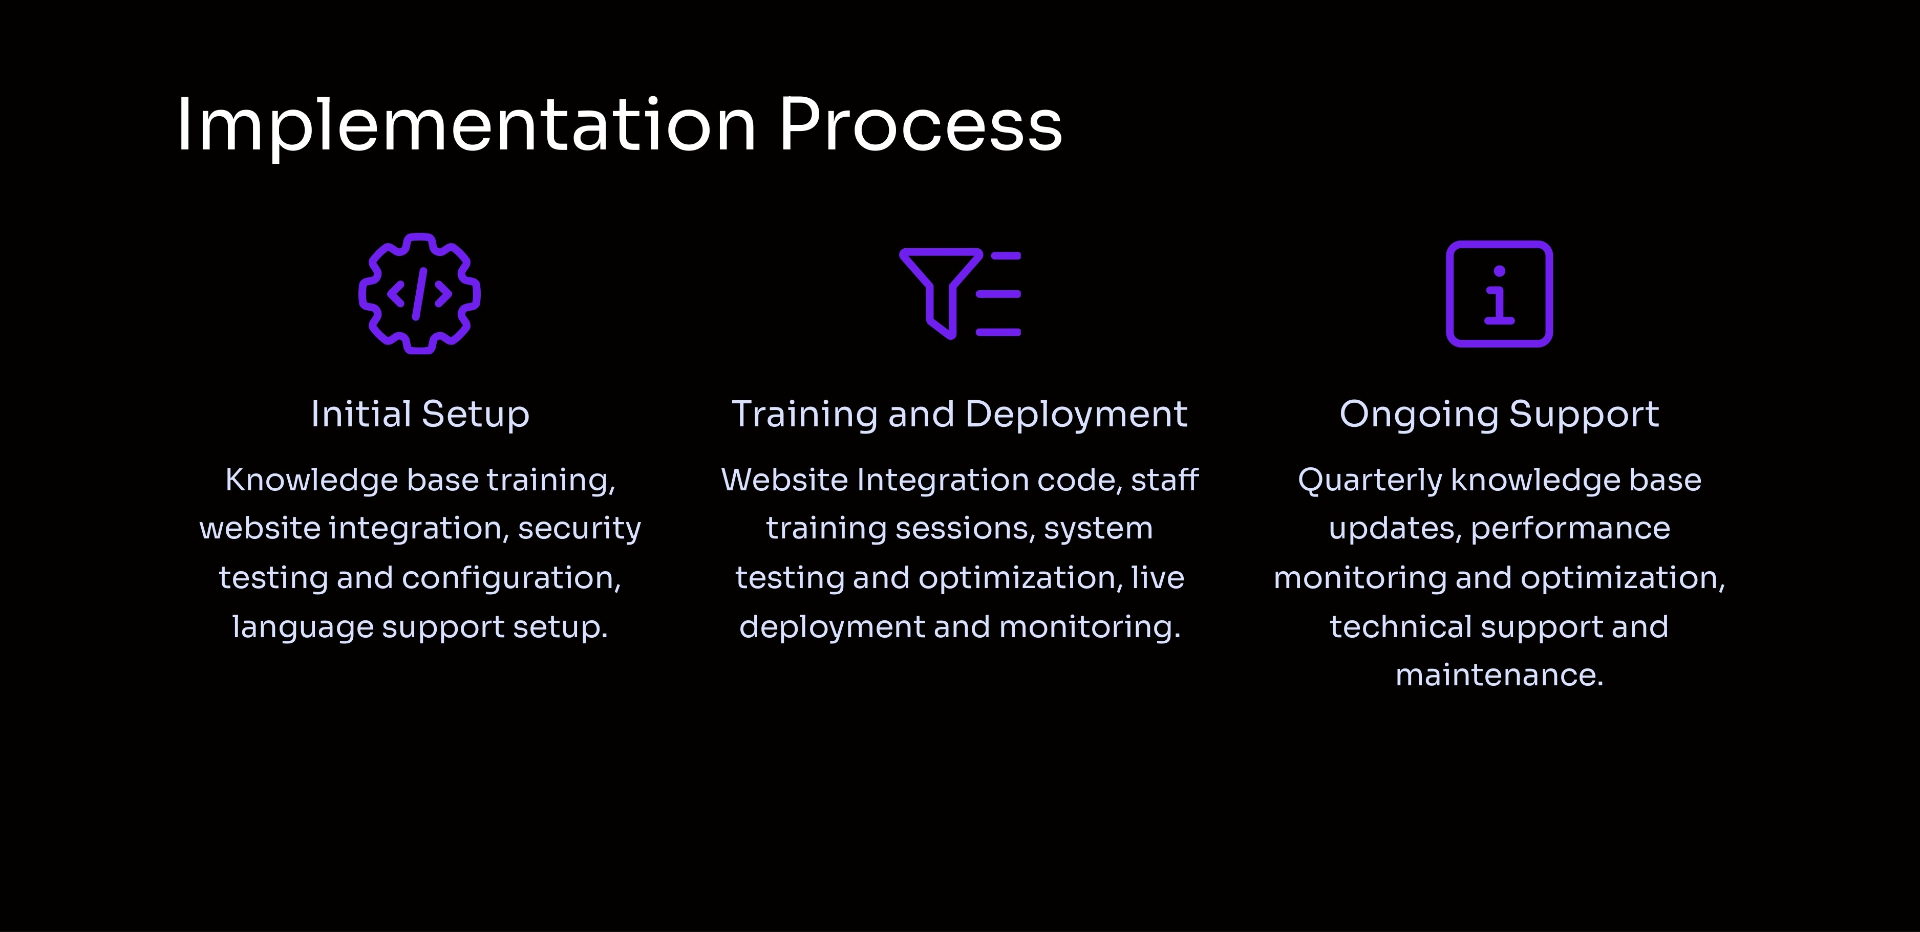 Implementation Process
Initial Setup
Knowledge base training,
website integration, security
testing and configuration,
language support setup.
Training and Deployment
Website Integration code, staff
training sessions, system
testing and optimization, live
deployment and monitoring.
Ongoing Support
Quarterly knowledge base
updates, performance
monitoring and optimization,
technical support and
maintenance.